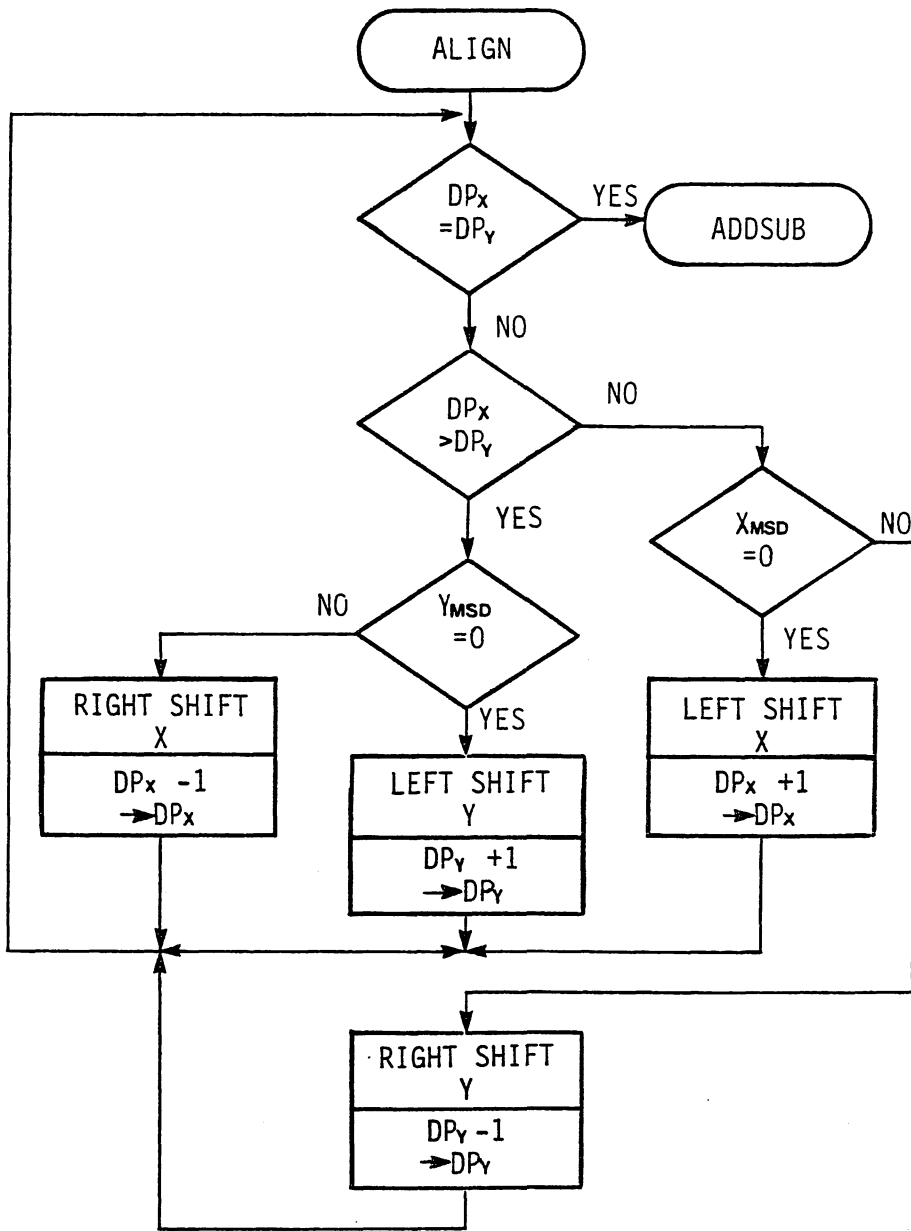 ALIGN
DPX
=DPY
YES
ADDSUB
NO
DPX
>DPY
NO
YES
XMSD
=0
NO
YES
YMSD
=0
NO
YES
RIGHT SHIFT
X
DPX -1
→DPX
LEFT SHIFT
Y
DPY +1
→DPY
LEFT SHIFT
X
DPX +1
→DPX
RIGHT SHIFT
Y
DPY-1
→DPY